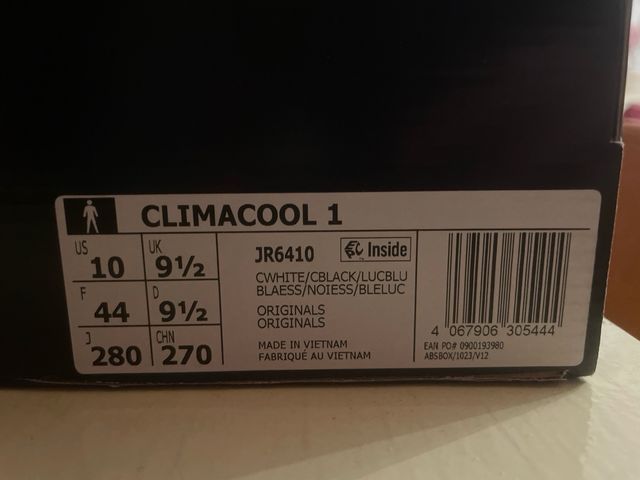 CLIMACOOL 1
US 10 UK 9½
F 44 D 9½
J 280 CHN 270
JR6410 Inside
CWHITE/CBLACK/LUCBLU
BLAESS/NOIESS/BLELUC
ORIGINALS
ORIGINALS
MADE IN VIETNAM
FABRIQUÉ AU VIETNAM
4 067906 305444
EAN PO# 0900193980
ABSBOX/1023/V12